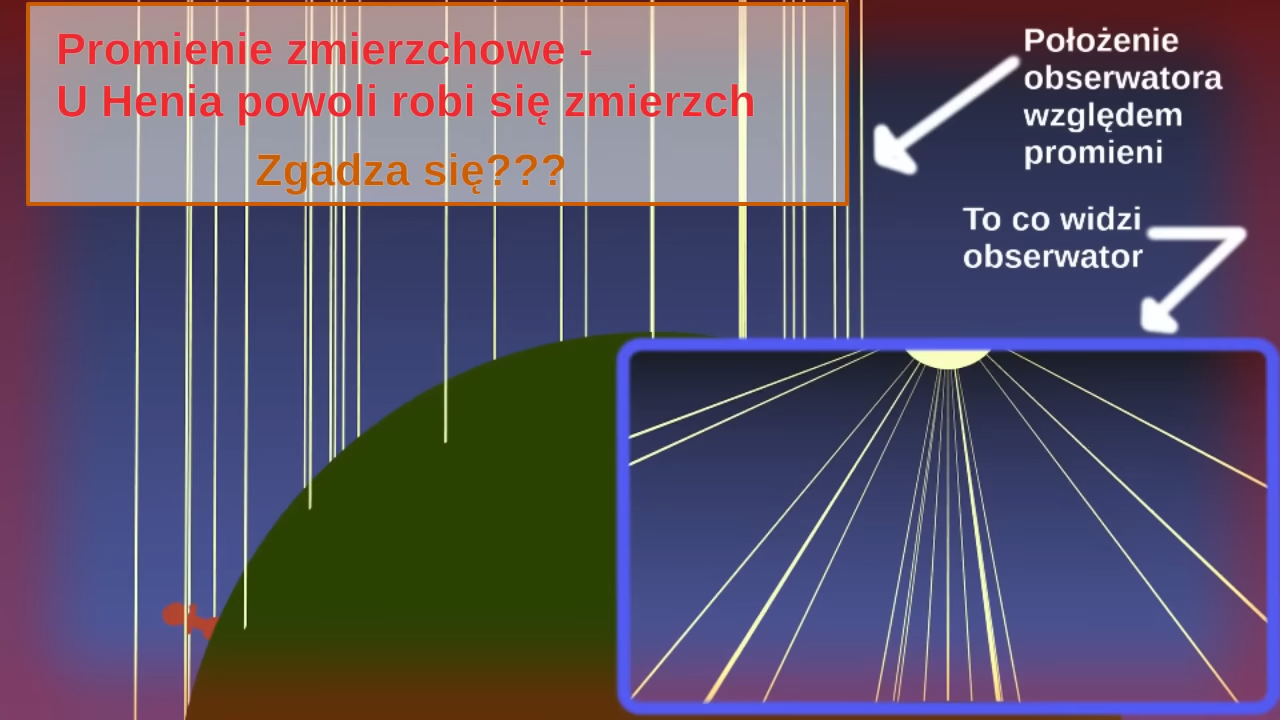 Promienie zmierzchowe -
U Henia powoli robi się zmierzch
Zgadza się???
Położenie
obserwatora
względem
promieni
To co widzi
obserwator